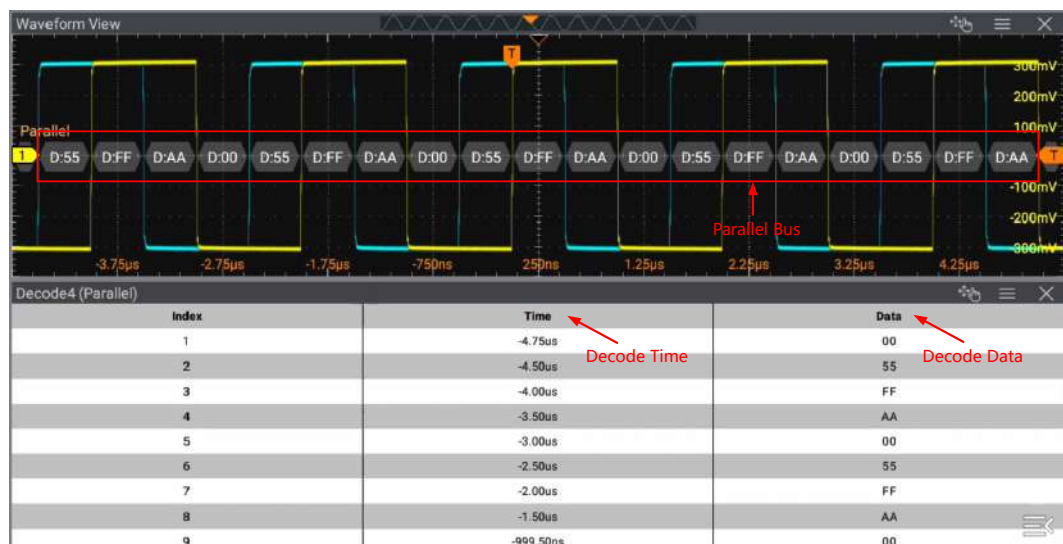 Waveform View
T
300mV
200mV
Parallel
100mV
1 D:55 D:FF D:AA D:00 D:55 D:FF D:AA D:00 D:55 D:FF D:AA D:00 D:55 D:FF D:AA D:00 D:55 D:FF D:AA T
-100mV
Parallel Bus
-200mV
-300mV
-3.75μs -2.75μs -1.75μs -750ns 250ns 1.25μs 2.25μs 3.25μs 4.25μs
Decode4 (Parallel)
Index Time Data
1 -4.75us 00
Decode Time Decode Data
2 -4.50us 55
3 -4.00us FF
4 -3.50us AA
5 -3.00us 00
6 -2.50us 55
7 -2.00us FF
8 -1.50us AA
9 -999.50ns 00